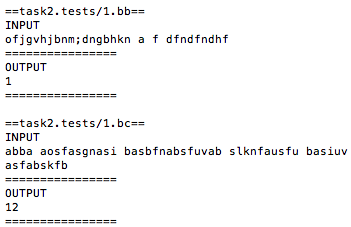 ==task2.tests/1.bb==
INPUT
ofjgvhjbnm;dngbhkn a f dfndfndhf
================
OUTPUT
1
================
==task2.tests/1.bc==
INPUT
abba aosfasgnasi basbfnabsfuvab slknfausfu basiuv
asfabskfb
================
OUTPUT
12
================